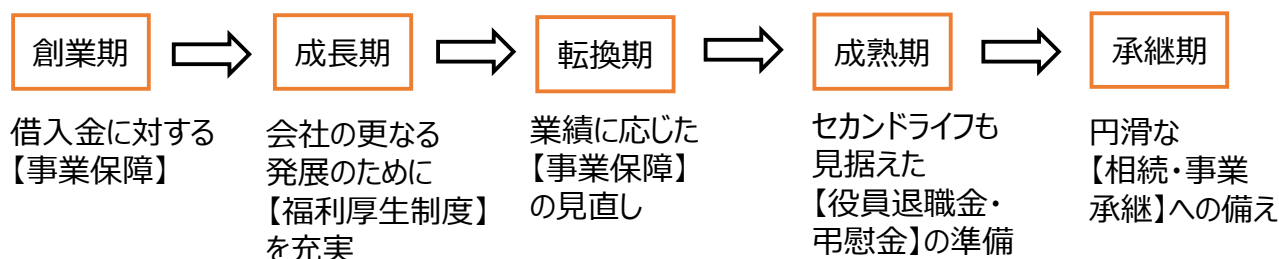 創業期
成長期
転換期
成熟期
承継期
借入金に対する
【事業保障】
会社の更なる
発展のために
【福利厚生制度】
を充実
業績に応じた
【事業保障】
の見直し
セカンドライフも
見据えた
【役員退職金・
弔慰金】の準備
円滑な
【相続・事業
承継】への備え